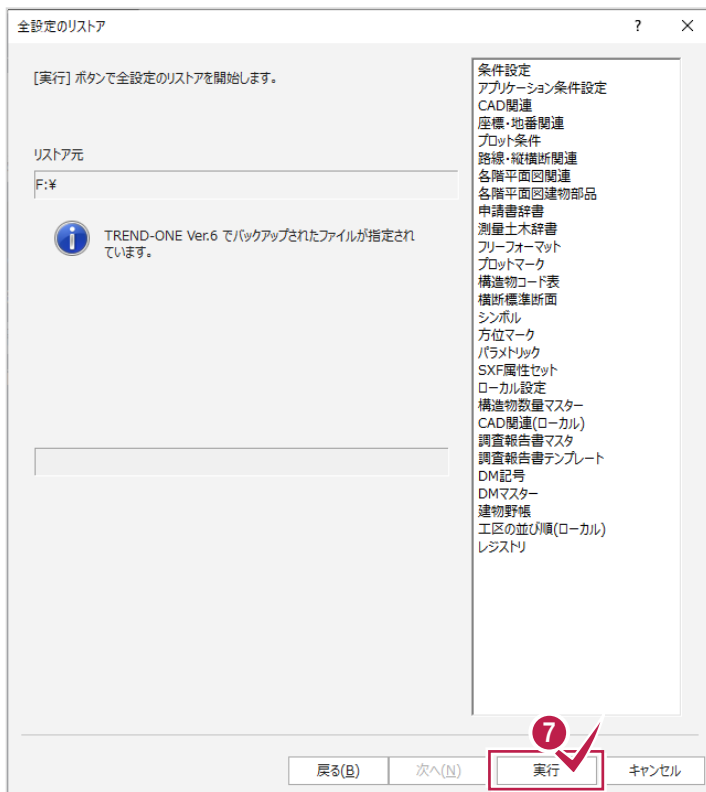 全設定のリストア
? ×
[実行] ボタンで全設定のリストアを開始します。
リストア元
F:¥
TREND-ONE Ver.6 でバックアップされたファイルが指定され
ています。
条件設定
アプリケーション条件設定
CAD関連
座標・地番関連
プロット条件
路線・縦横断関連
各階平面図関連
各階平面図建物部品
申請書辞書
測量土木辞書
フリーフォーマット
プロットマーク
構造物コード表
横断標準断面
シンボル
方位マーク
パラメトリック
SXF属性セット
ローカル設定
構造物数量マスター
CAD関連(ローカル)
調査報告書マスタ
調査報告書テンプレート
DM記号
DMマスター
建物野帳
工区の並び順(ローカル)
レジストリ
7
戻る(B) 次へ(N) 実行 キャンセル